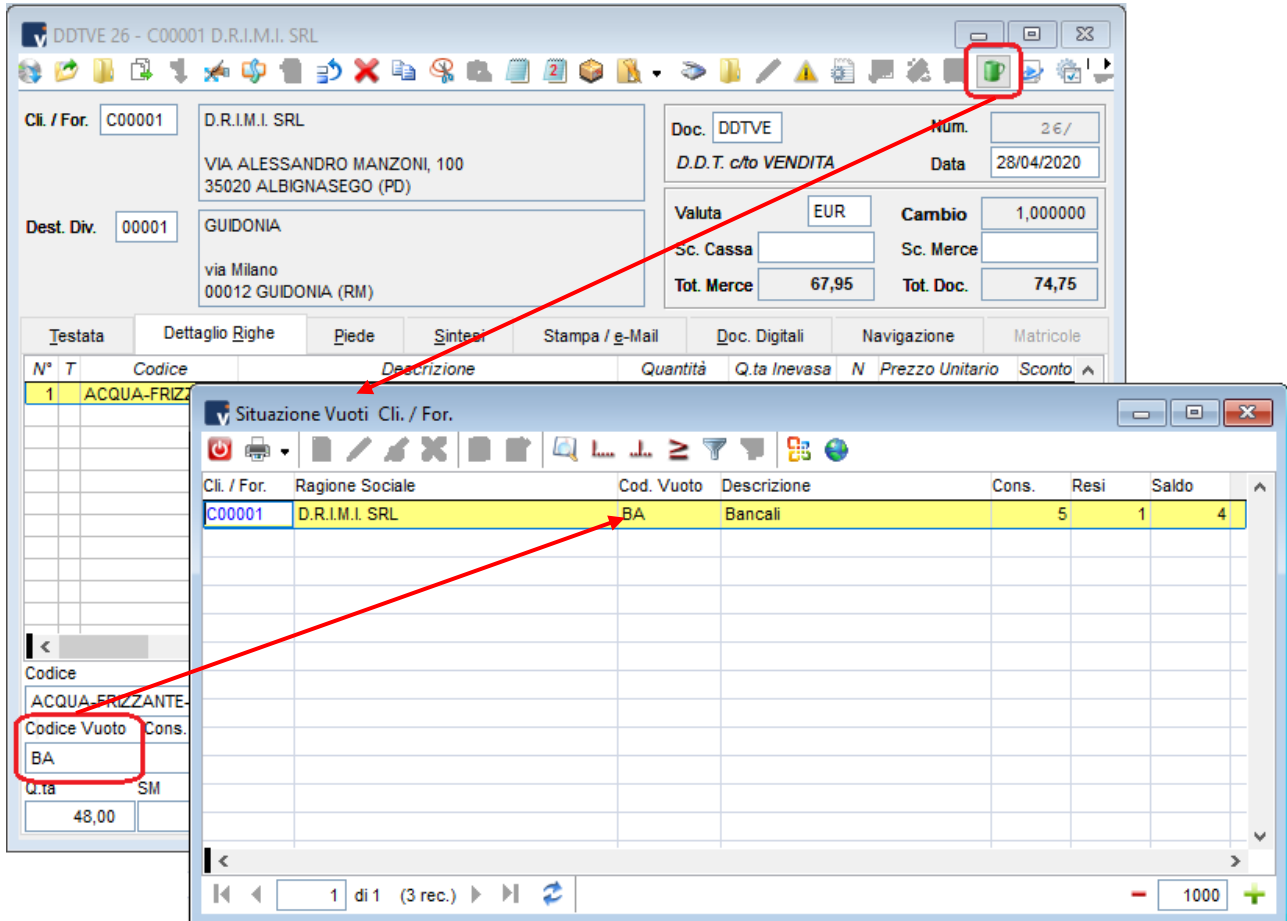 DDTVE 26 - C00001 D.R.I.M.I. SRL
2
Cli. / For. C00001 D.R.I.M.I. SRL
VIA ALESSANDRO MANZONI, 100
35020 ALBIGNASEGO (PD)
Doc. DDTVE Num. 26/
D.D.T. c/to VENDITA Data 28/04/2020
Dest. Div. 00001 GUIDONIA
via Milano
00012 GUIDONIA (RM)
Valuta EUR Cambio 1,000000
Sc. Cassa Sc. Merce
Tot. Merce 67,95 Tot. Doc. 74,75
Testata Dettaglio Righe Piede Sintesi Stampa / e-Mail Doc. Digitali Navigazione Matricole
N° T Codice Descrizione Quantità Q.ta Inevasa N Prezzo Unitario Sconto
1 ACQUA-FRIZZ
Codice
ACQUA-FRIZZANTE-
Codice Vuoto Cons.
BA
Q.ta SM
48,00
Situazione Vuoti Cli. / For.
Cli. / For. Ragione Sociale Cod. Vuoto Descrizione Cons. Resi Saldo
C00001 D.R.I.M.I. SRL BA Bancali 5 1 4
1 di 1 (3 rec.) 1000